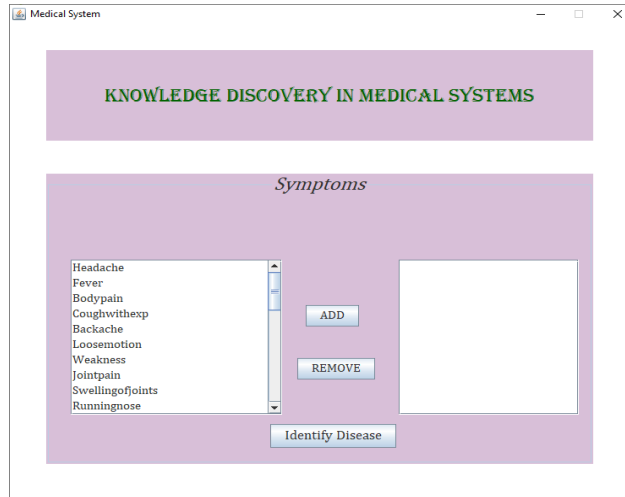 Medical System
KNOWLEDGE DISCOVERY IN MEDICAL SYSTEMS
Symptoms
Headache
Fever
Bodypain
Coughwithexp
Backache
Loosemotion
Weakness
Jointpain
Swellingofjoints
Runningnose
ADD
REMOVE
Identify Disease